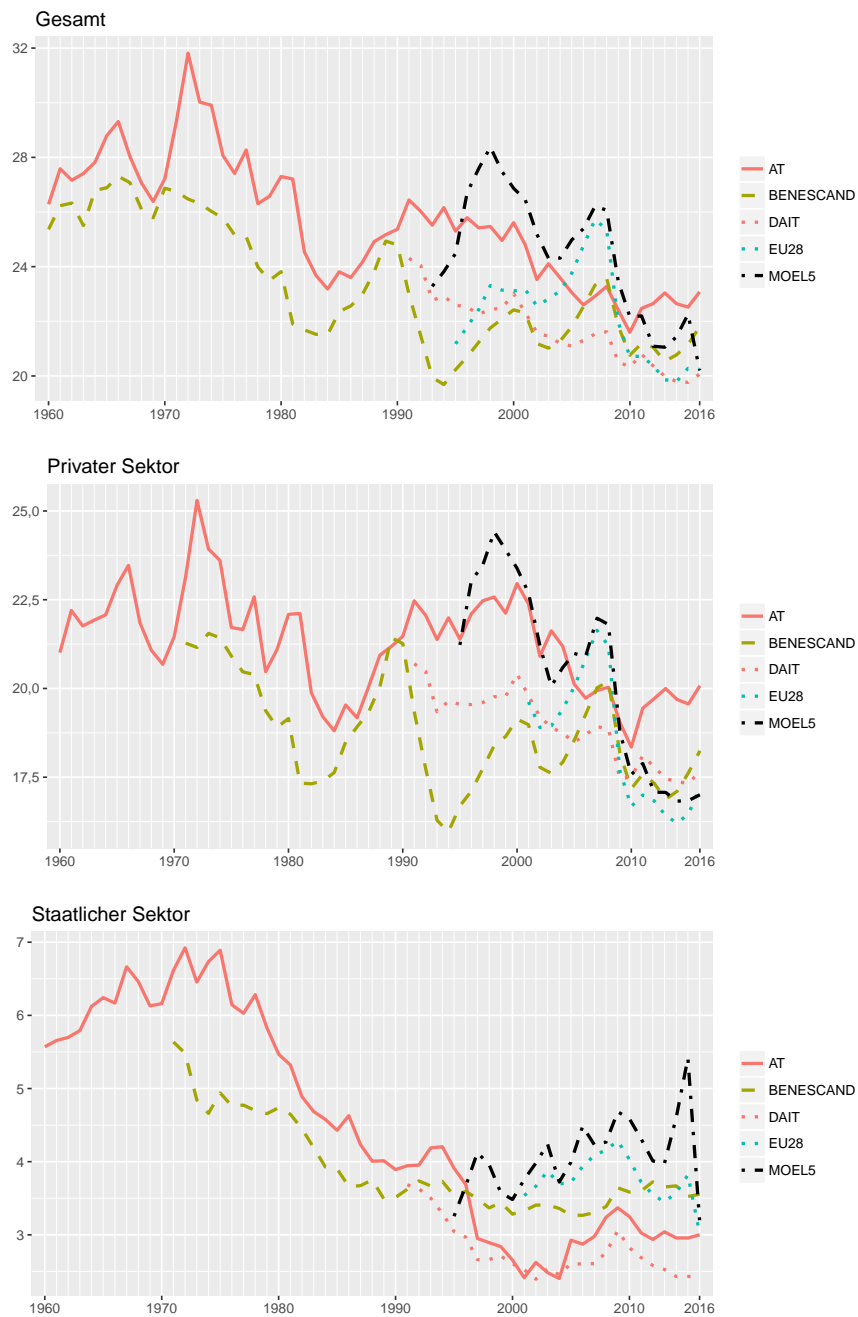 Gesamt
32
28
24
20
1960 1970 1980 1990 2000 2010 2016
AT
BENESCAND
DAIT
EU28
MOEL5
Privater Sektor
25,0
22,5
20,0
17,5
1960 1970 1980 1990 2000 2010 2016
AT
BENESCAND
DAIT
EU28
MOEL5
Staatlicher Sektor
7
6
5
4
3
1960 1970 1980 1990 2000 2010 2016
AT
BENESCAND
DAIT
EU28
MOEL5